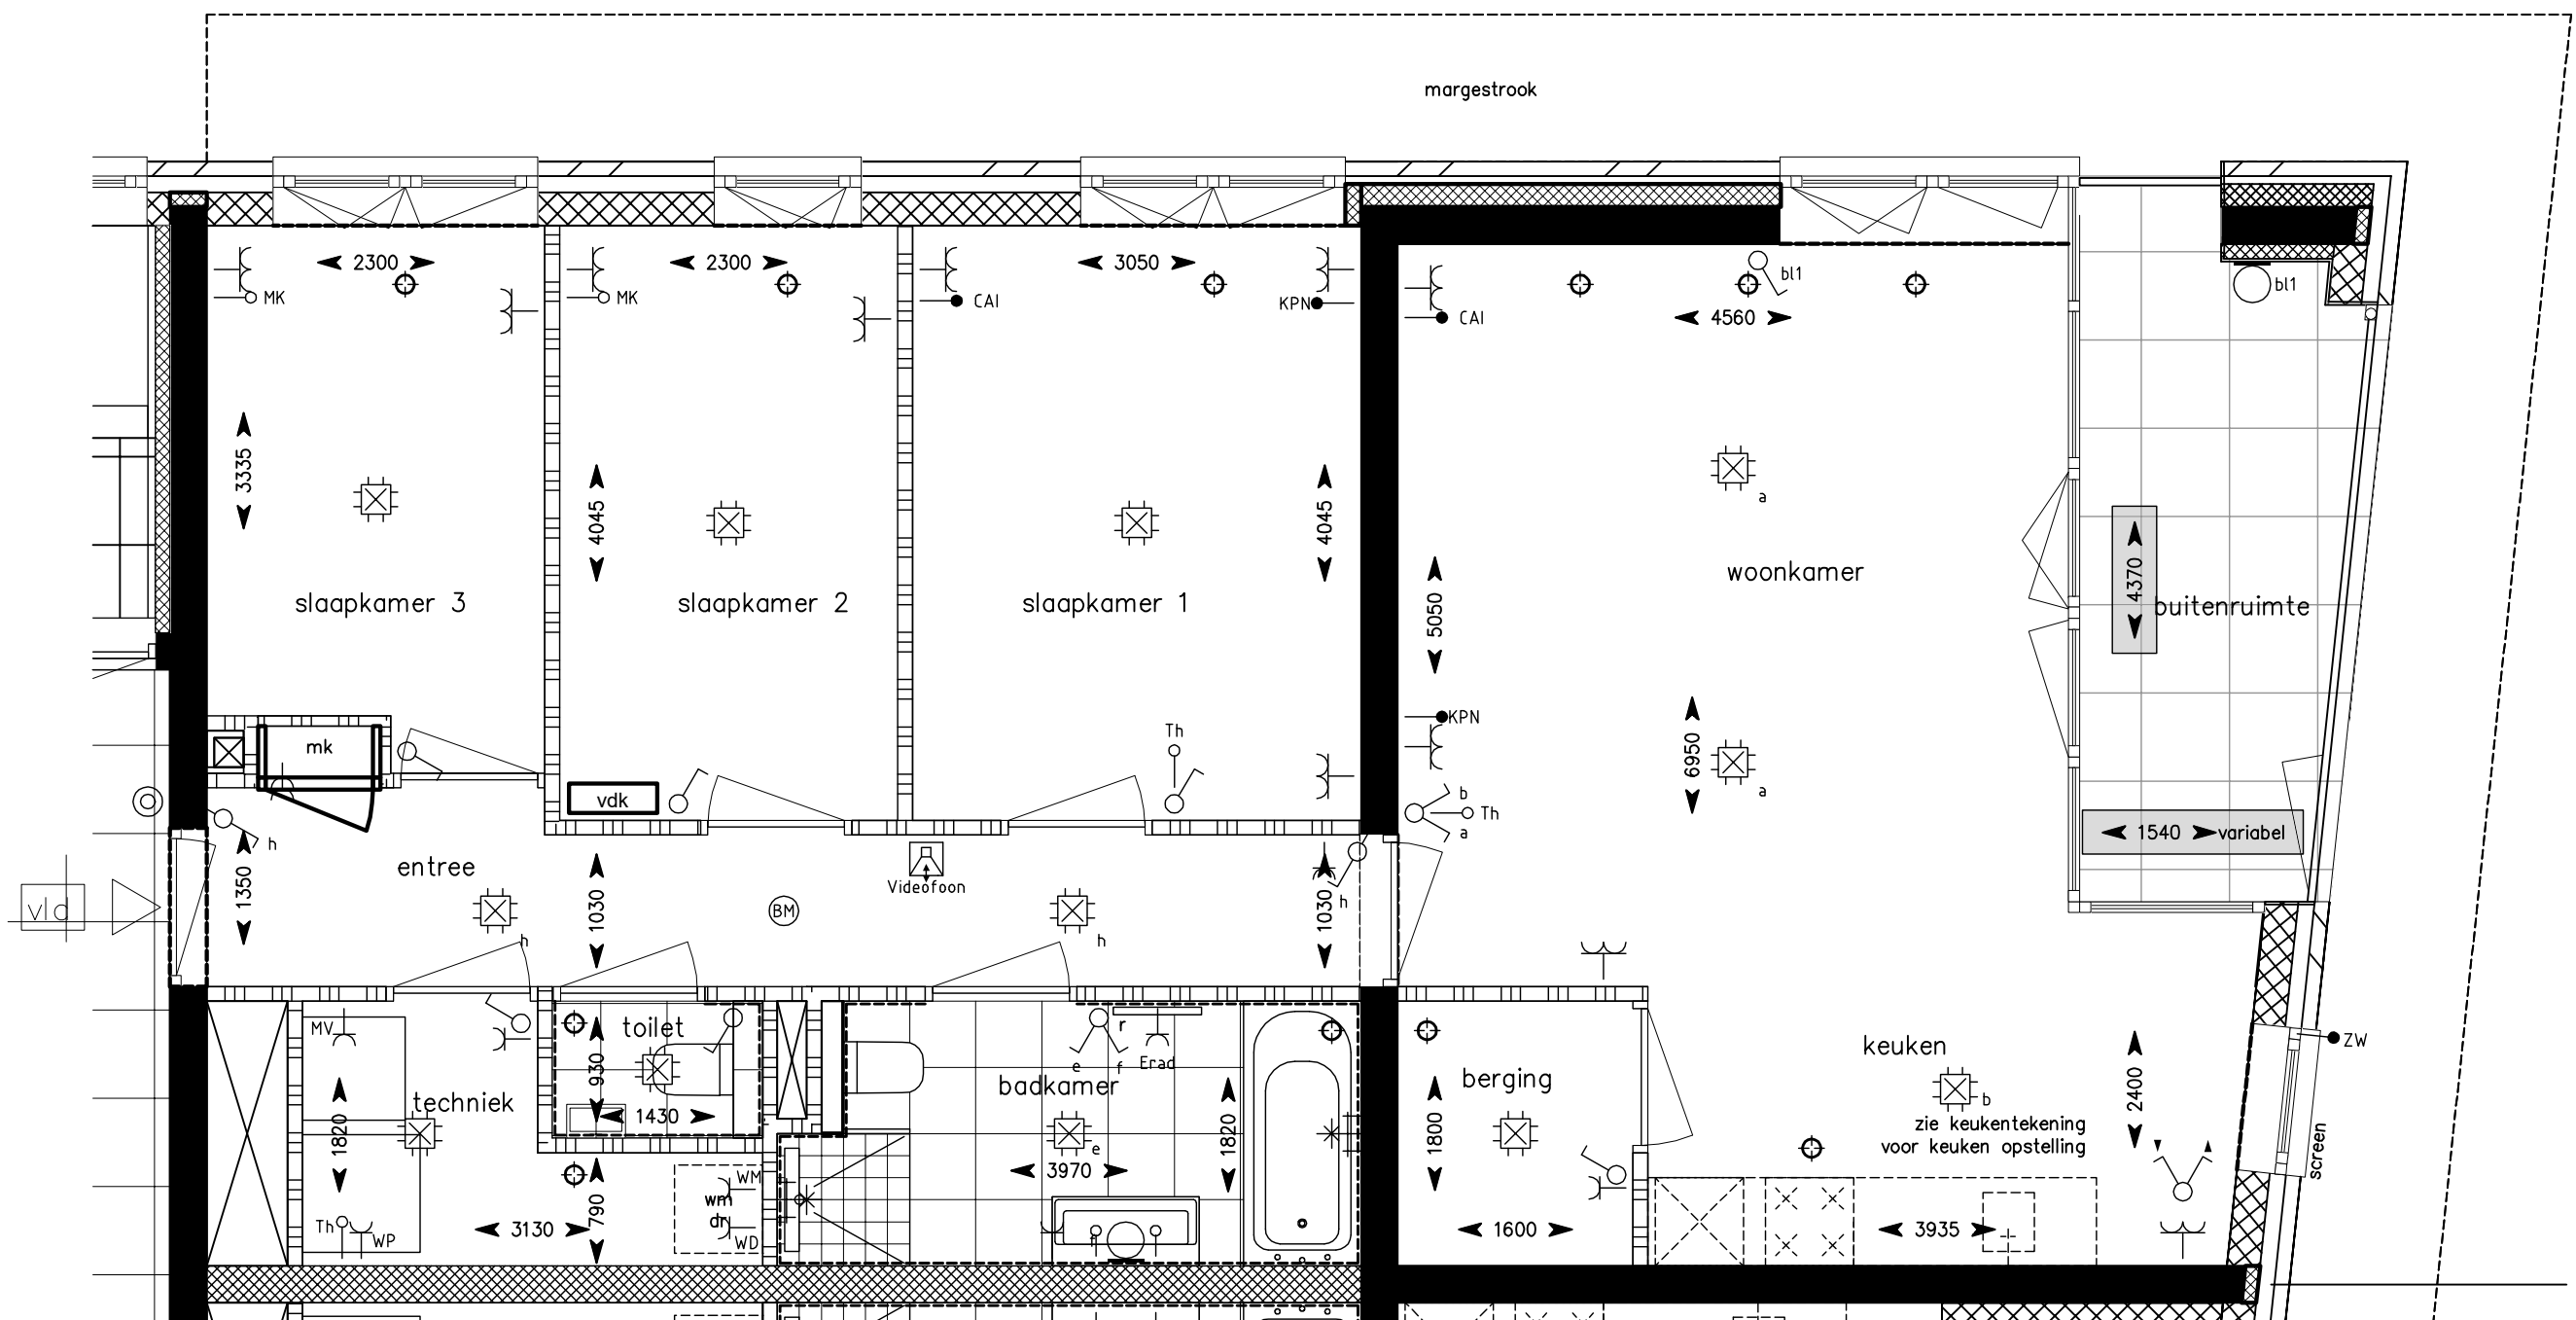 margestrook
2300
MK
2300
MK
CAI
3050
KPN
CAI
bl1
4560
bl1
3335
4045
4045
slaapkamer 3
slaapkamer 2
slaapkamer 1
woonkamer
a
5050
4370
buitenruimte
mk
vdk
Th
KPN
6950
a
b
Th
a
1540
variabel
h
entree
1350
1030
BM
Videofoon
1030
h
vld
h
h
MV
toilet
930
1430
techniek
1820
r
e
f
Erad
badkamer
1820
e
3970
berging
1800
keuken
b
zie keukentekening
voor keuken opstelling
2400
ZW
screen
WM
wm
dr
WD
Th
WP
3130
790
f
1600
3935